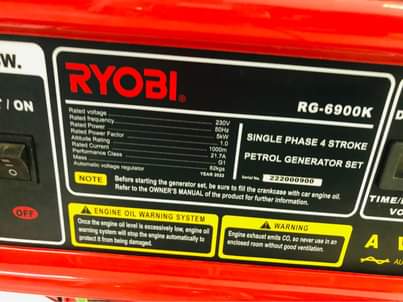 W.
/ ON
OFF
RYOBI
RG-6900K
Rated voltage 230V
Rated frequency 50Hz
Rated Power 5kW
Rated Power Factor 1.0
Altitude Rating 1000m
Rated Current 21.7A
Performance Class G1
Mass 82kgs
Automatic voltage regulator
YEAR 2022
SINGLE PHASE 4 STROKE
PETROL GENERATOR SET
Serial No. 222000900
NOTE Before starting the generator set, be sure to fill the crankcase with car engine oil.
Refer to the OWNER'S MANUAL of the product for further information.
ENGINE OIL WARNING SYSTEM
Once the engine oil level is excessively low, engine oil
warning system will stop the engine automatically to
protect it from being damaged.
WARNING
Engine exhaust emits CO, so never use in an
enclosed room without good ventilation.
D
TIME/
VO
A
AU